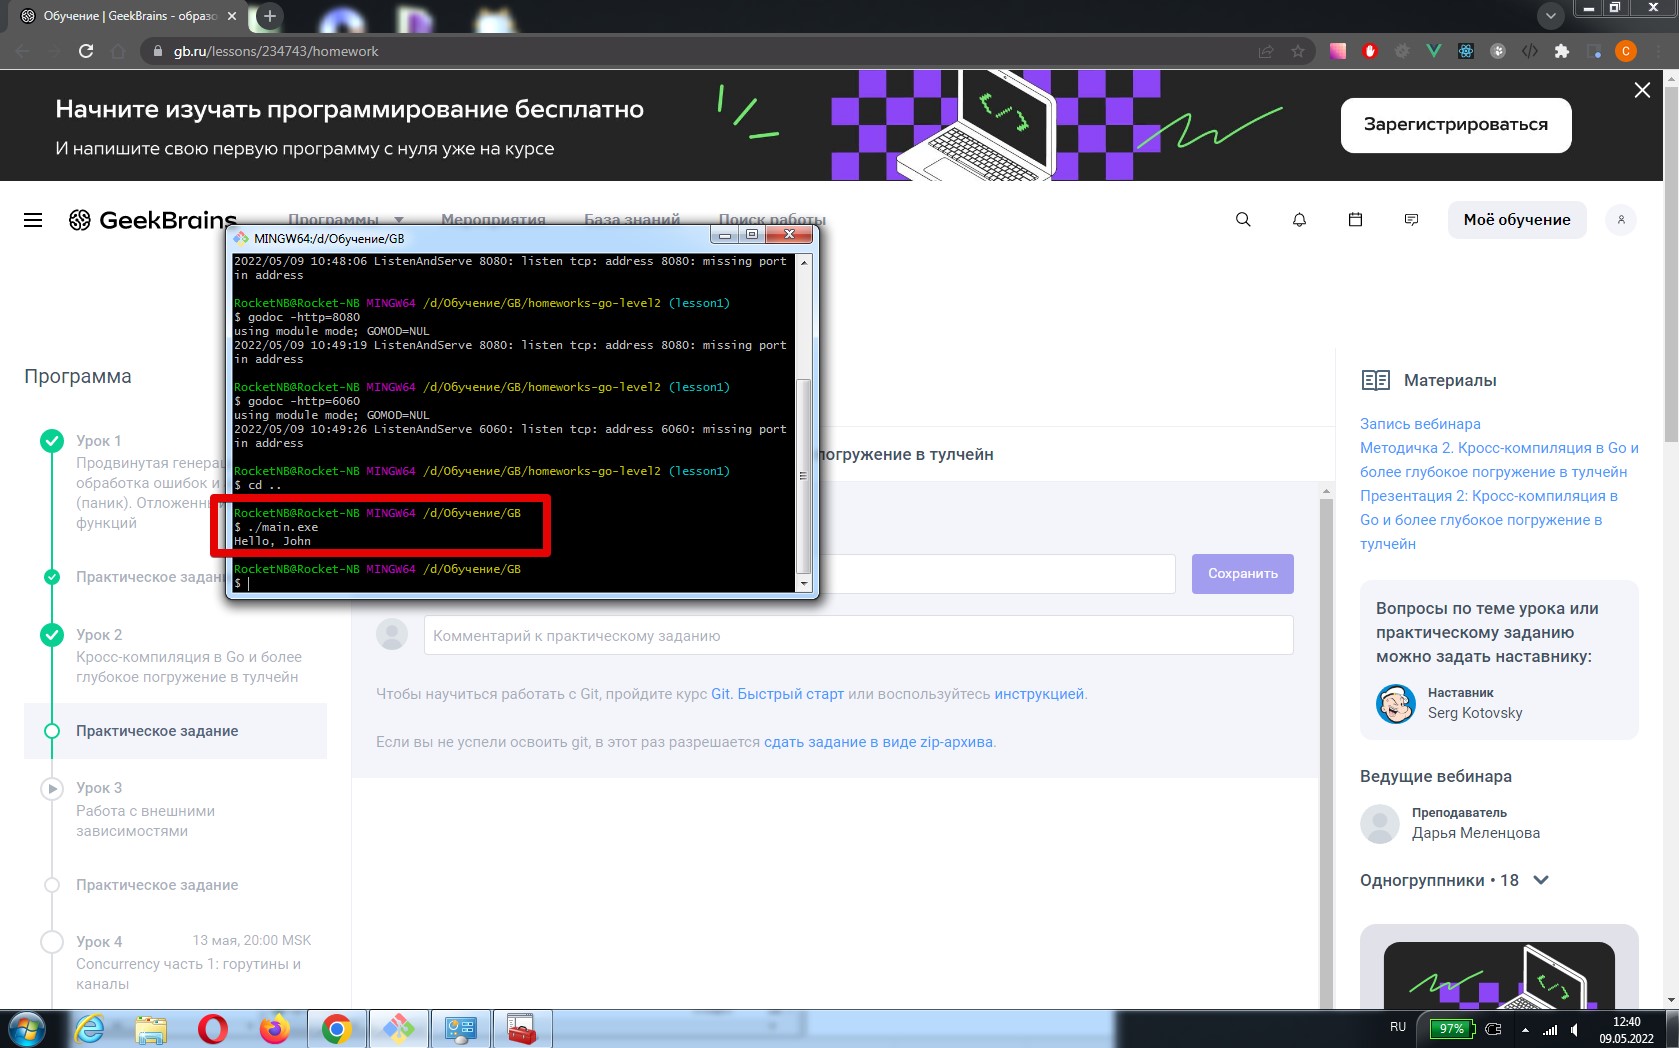 Обучение | GeekBrains - образо
gb.ru/lessons/234743/homework
C
Начните изучать программирование бесплатно
И напишите свою первую программу с нуля уже на курсе
Зарегистрироваться
GeekBrains
Программы
Мероприятия
База знаний
Поиск работы
Моё обучение
MINGW64:/d/Обучение/GB
2022/05/09 10:48:06 ListenAndServe 8080: listen tcp: address 8080: missing port
in address
RocketNB@Rocket-NB MINGW64 /d/Обучение/GB/homeworks-go-level2 (lesson1)
$ godoc -http=8080
using module mode; GOMOD=NUL
2022/05/09 10:49:19 ListenAndServe 8080: listen tcp: address 8080: missing port
in address
RocketNB@Rocket-NB MINGW64 /d/Обучение/GB/homeworks-go-level2 (lesson1)
$ godoc -http=6060
using module mode; GOMOD=NUL
2022/05/09 10:49:26 ListenAndServe 6060: listen tcp: address 6060: missing port
in address
RocketNB@Rocket-NB MINGW64 /d/Обучение/GB/homeworks-go-level2 (lesson1)
$ cd ..
RocketNB@Rocket-NB MINGW64 /d/Обучение/GB
$ ./main.exe
Hello, John
RocketNB@Rocket-NB MINGW64 /d/Обучение/GB
$
Программа
Урок 1
Продвинутая генерац
обработка ошибок и
(паник). Отложенны
функций
Практическое задани
Урок 2
Кросс-компиляция в Go и более
глубокое погружение в тулчейн
Практическое задание
Урок 3
Работа с внешними
зависимостями
Практическое задание
Урок 4
13 мая, 20:00 MSK
Concurrency часть 1: горутины и
каналы
погружение в тулчейн
Сохранить
Комментарий к практическому заданию
Чтобы научиться работать с Git, пройдите курс Git. Быстрый старт или воспользуйтесь инструкцией.
Если вы не успели освоить git, в этот раз разрешается сдать задание в виде zip-архива.
Материалы
Запись вебинара
Методичка 2. Кросс-компиляция в Go и
более глубокое погружение в тулчейн
Презентация 2: Кросс-компиляция в
Go и более глубокое погружение в
тулчейн
Вопросы по теме урока или
практическому заданию
можно задать наставнику:
Наставник
Serg Kotovsky
Ведущие вебинара
Преподаватель
Дарья Меленцова
Одногруппники • 18
RU
97%
12:40
09.05.2022